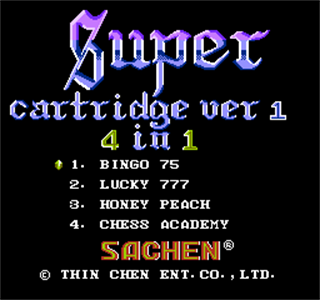 Super
cartridge ver 1
4 in 1
1. BINGO 75
2. LUCKY 777
3. HONEY PEACH
4. CHESS ACADEMY
SACHEN®
© THIN CHEN ENT.CO.,LTD.